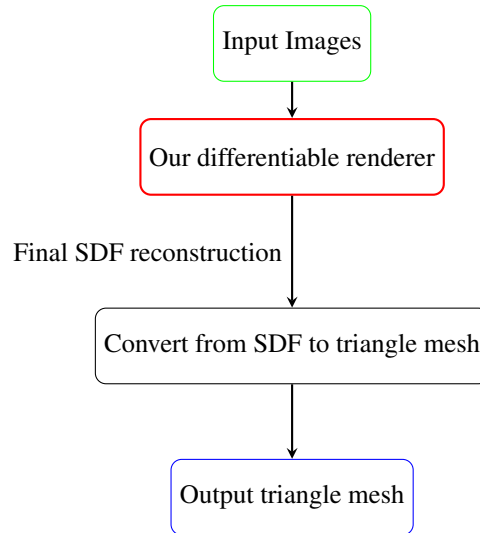 Input Images
Our differentiable renderer
Final SDF reconstruction
Convert from SDF to triangle mesh
Output triangle mesh